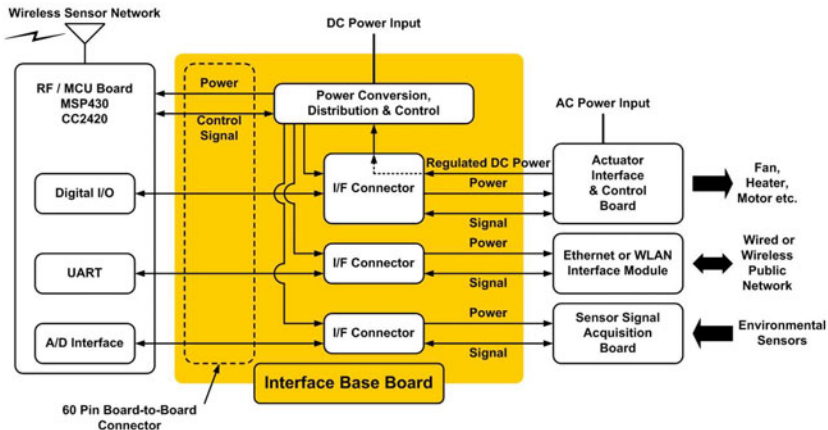 Wireless Sensor Network
DC Power Input
RF / MCU Board
MSP430
CC2420
Power
Control
Signal
Power Conversion,
Distribution & Control
AC Power Input
Digital I/O
I/F Connector
Regulated DC Power
Power
Signal
Actuator
Interface
& Control
Board
Fan,
Heater,
Motor etc.
UART
I/F Connector
Power
Signal
Ethernet or WLAN
Interface Module
Wired or
Wireless
Public
Network
A/D Interface
I/F Connector
Power
Signal
Sensor Signal
Acquisition
Board
Environmental
Sensors
Interface Base Board
60 Pin Board-to-Board
Connector